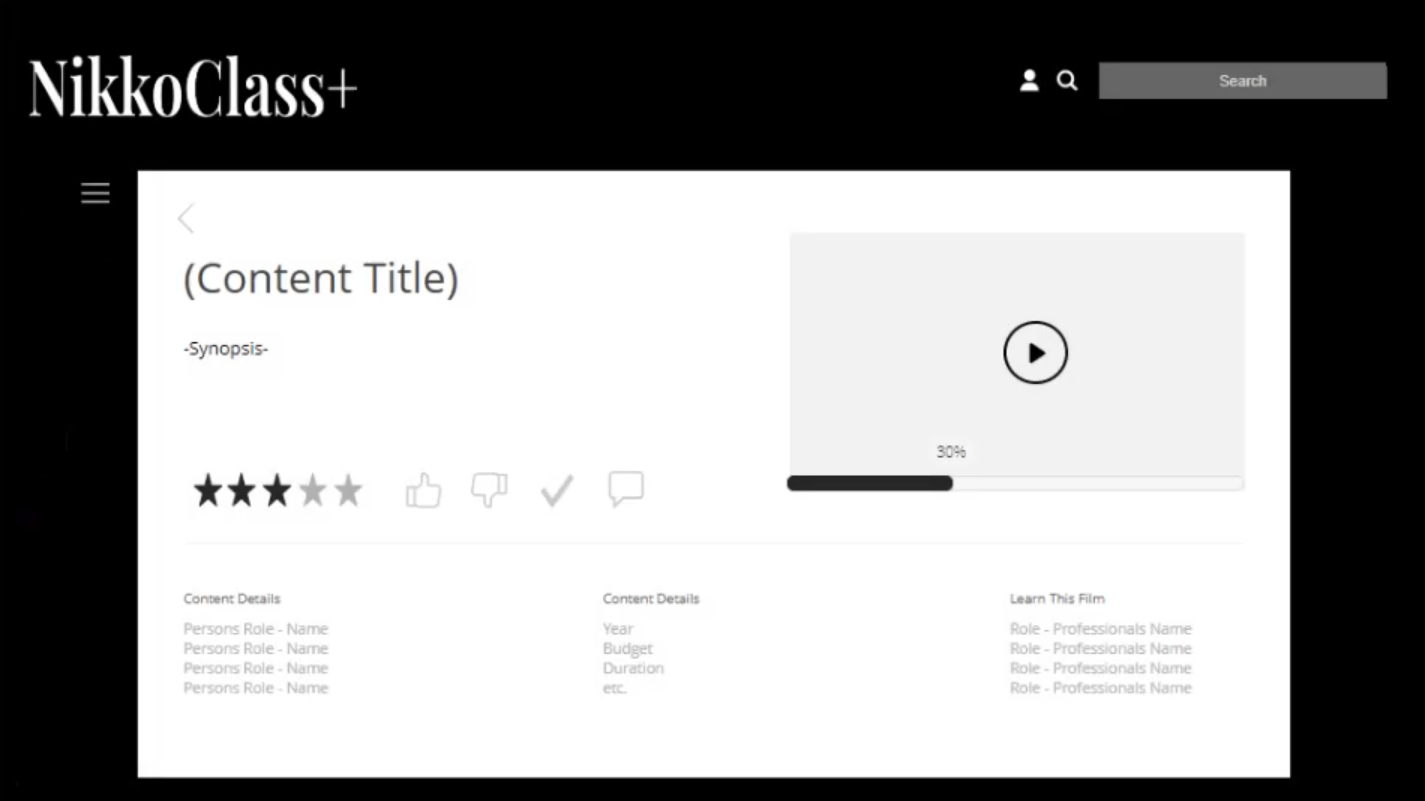 NikkoClass+
Search
(Content Title)
-Synopsis-
30%
Content Details
Persons Role - Name
Persons Role - Name
Persons Role - Name
Persons Role - Name
Content Details
Year
Budget
Duration
etc.
Learn This Film
Role - Professionals Name
Role - Professionals Name
Role - Professionals Name
Role - Professionals Name